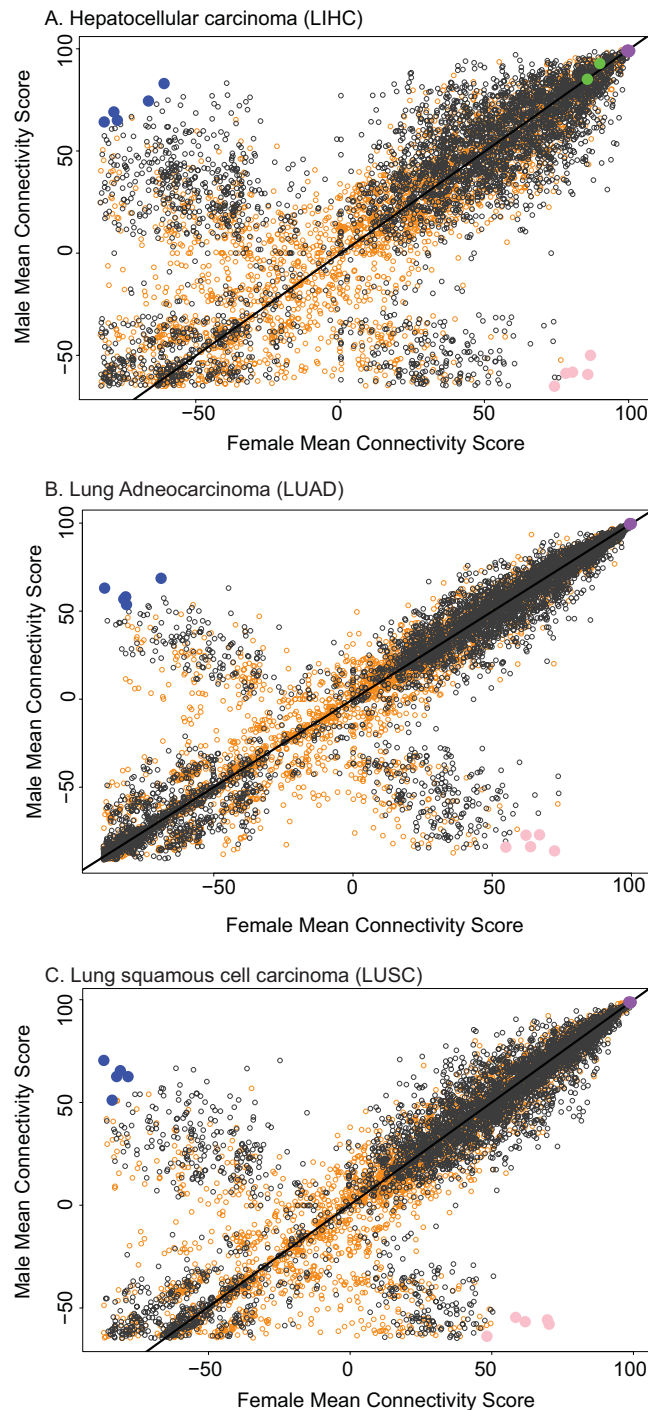 A. Hepatocellular carcinoma (LIHC)
Male Mean Connectivity Score
100
50
0
−50
−50
0
50
100
Female Mean Connectivity Score
B. Lung Adneocarcinoma (LUAD)
Male Mean Connectivity Score
100
50
0
−50
−50
0
50
100
Female Mean Connectivity Score
C. Lung squamous cell carcinoma (LUSC)
Male Mean Connectivity Score
100
50
0
−50
−50
0
50
100
Female Mean Connectivity Score